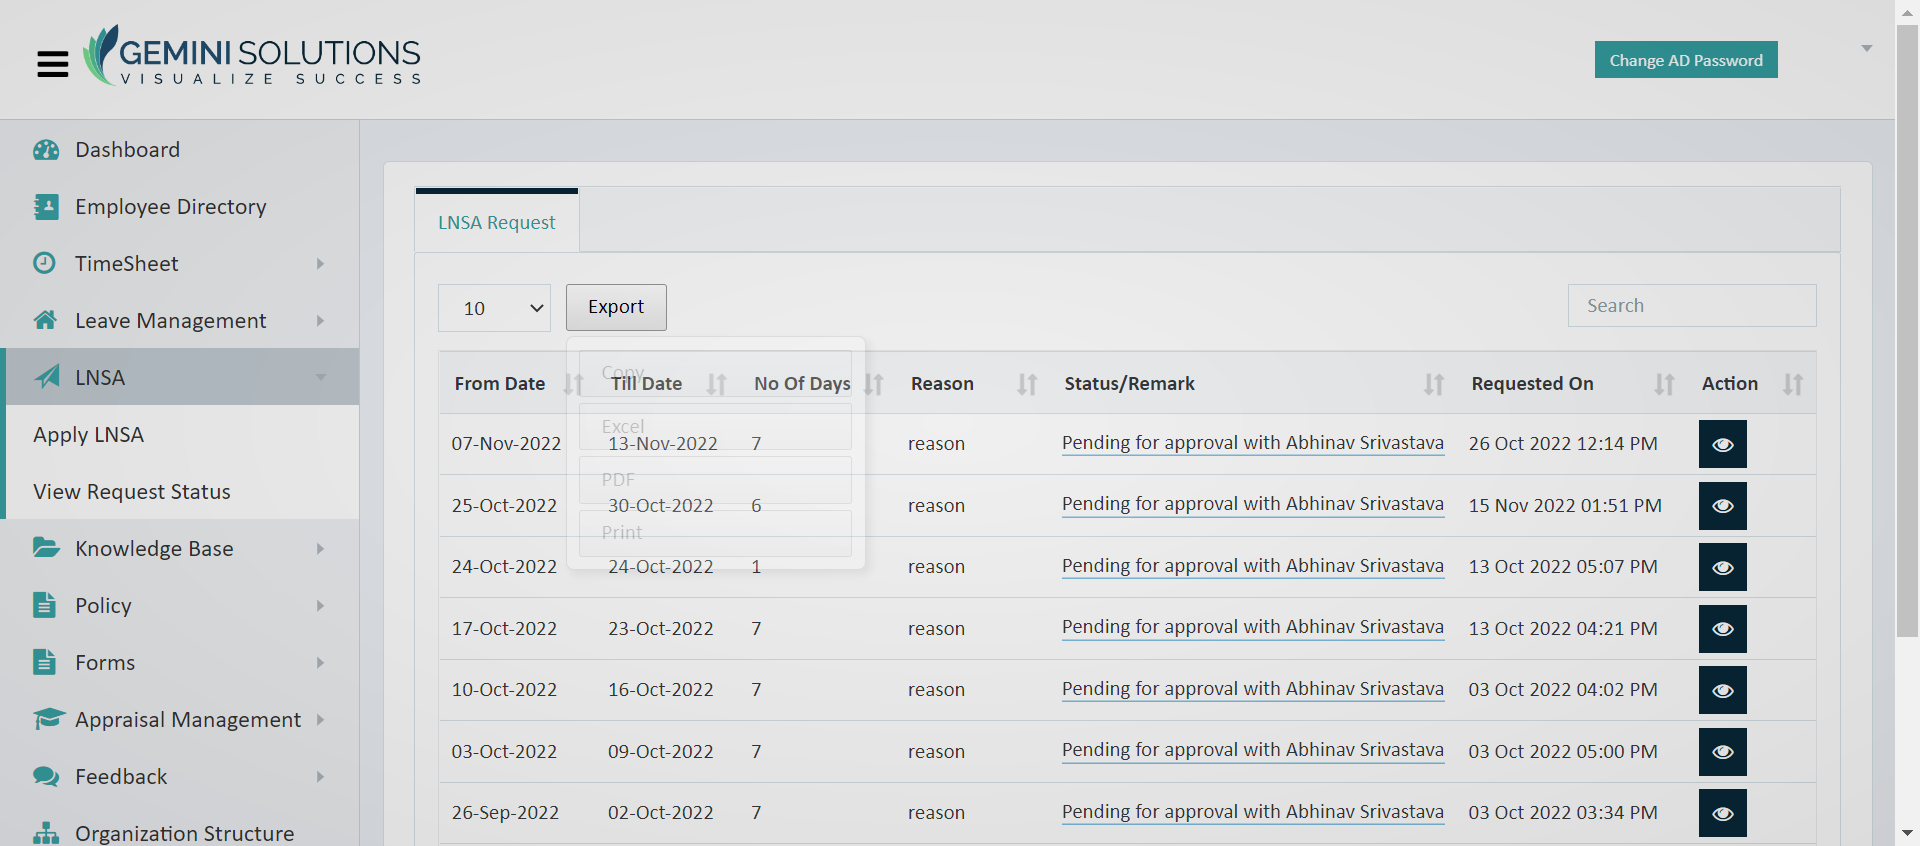 GEMINI SOLUTIONS
VISUALIZE SUCCESS
Change AD Password
Dashboard
Employee Directory
TimeSheet
Leave Management
LNSA
Apply LNSA
View Request Status
Knowledge Base
Policy
Forms
Appraisal Management
Feedback
Organization Structure
LNSA Request
10
Export
Search
Copy
Excel
PDF
Print
From Date Till Date No Of Days Reason Status/Remark Requested On Action
07-Nov-2022 13-Nov-2022 7 reason Pending for approval with Abhinav Srivastava 26 Oct 2022 12:14 PM
25-Oct-2022 30-Oct-2022 6 reason Pending for approval with Abhinav Srivastava 15 Nov 2022 01:51 PM
24-Oct-2022 24-Oct-2022 1 reason Pending for approval with Abhinav Srivastava 13 Oct 2022 05:07 PM
17-Oct-2022 23-Oct-2022 7 reason Pending for approval with Abhinav Srivastava 13 Oct 2022 04:21 PM
10-Oct-2022 16-Oct-2022 7 reason Pending for approval with Abhinav Srivastava 03 Oct 2022 04:02 PM
03-Oct-2022 09-Oct-2022 7 reason Pending for approval with Abhinav Srivastava 03 Oct 2022 05:00 PM
26-Sep-2022 02-Oct-2022 7 reason Pending for approval with Abhinav Srivastava 03 Oct 2022 03:34 PM